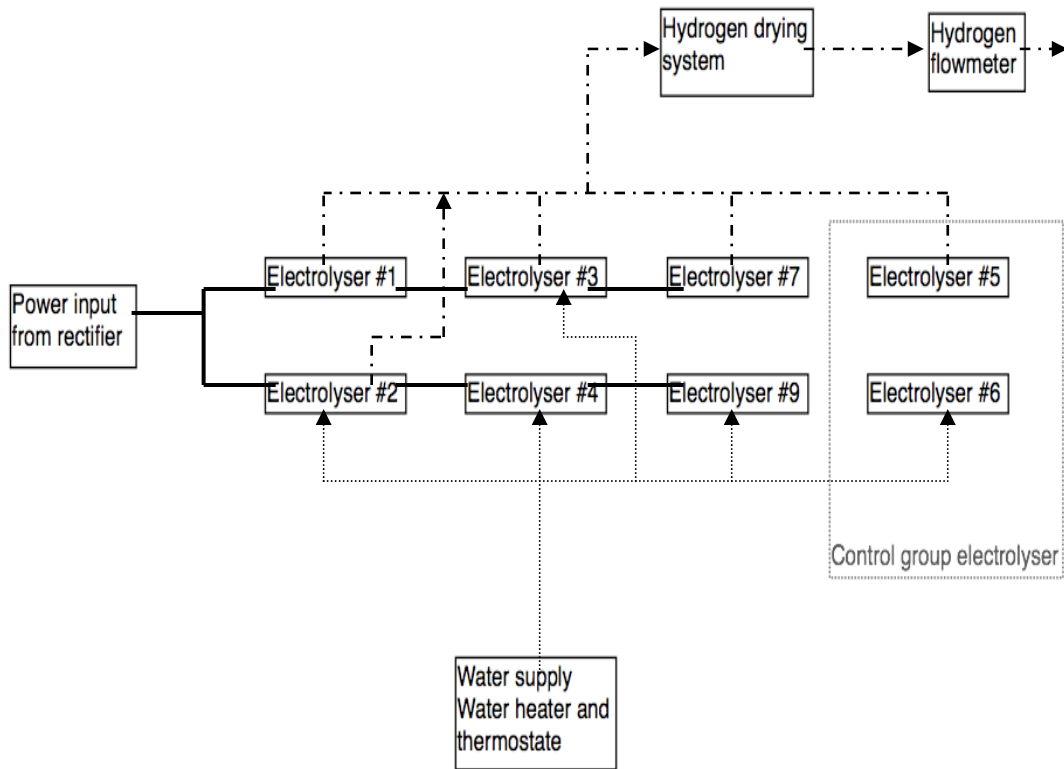 Hydrogen drying
system
Hydrogen
flowmeter
Electrolyser #1
Electrolyser #3
Electrolyser #7
Electrolyser #5
Power input
from rectifier
Electrolyser #2
Electrolyser #4
Electrolyser #9
Electrolyser #6
Control group electrolyser
Water supply
Water heater and
thermostate